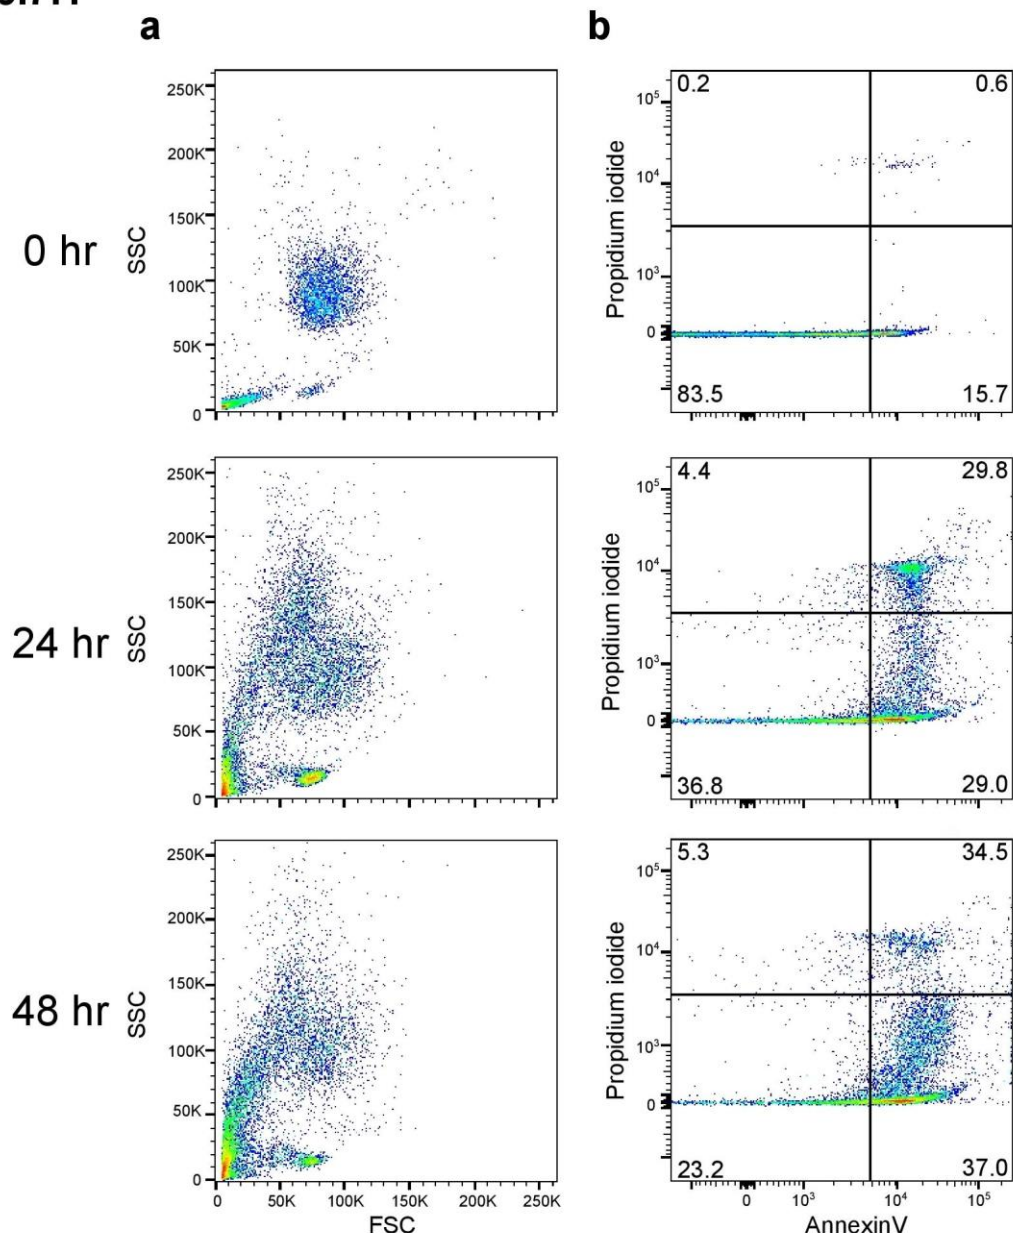 a
b
0 hr
SSC
250K
200K
150K
100K
50K
0
Propidium iodide
10⁵
10⁴
10³
0
0.2
0.6
83.5
15.7
24 hr
SSC
250K
200K
150K
100K
50K
0
Propidium iodide
10⁵
10⁴
10³
0
4.4
29.8
36.8
29.0
48 hr
SSC
250K
200K
150K
100K
50K
0
0 50K 100K 150K 200K 250K
FSC
Propidium iodide
10⁵
10⁴
10³
0
5.3
34.5
23.2
37.0
0 10³ 10⁴ 10⁵
AnnexinV